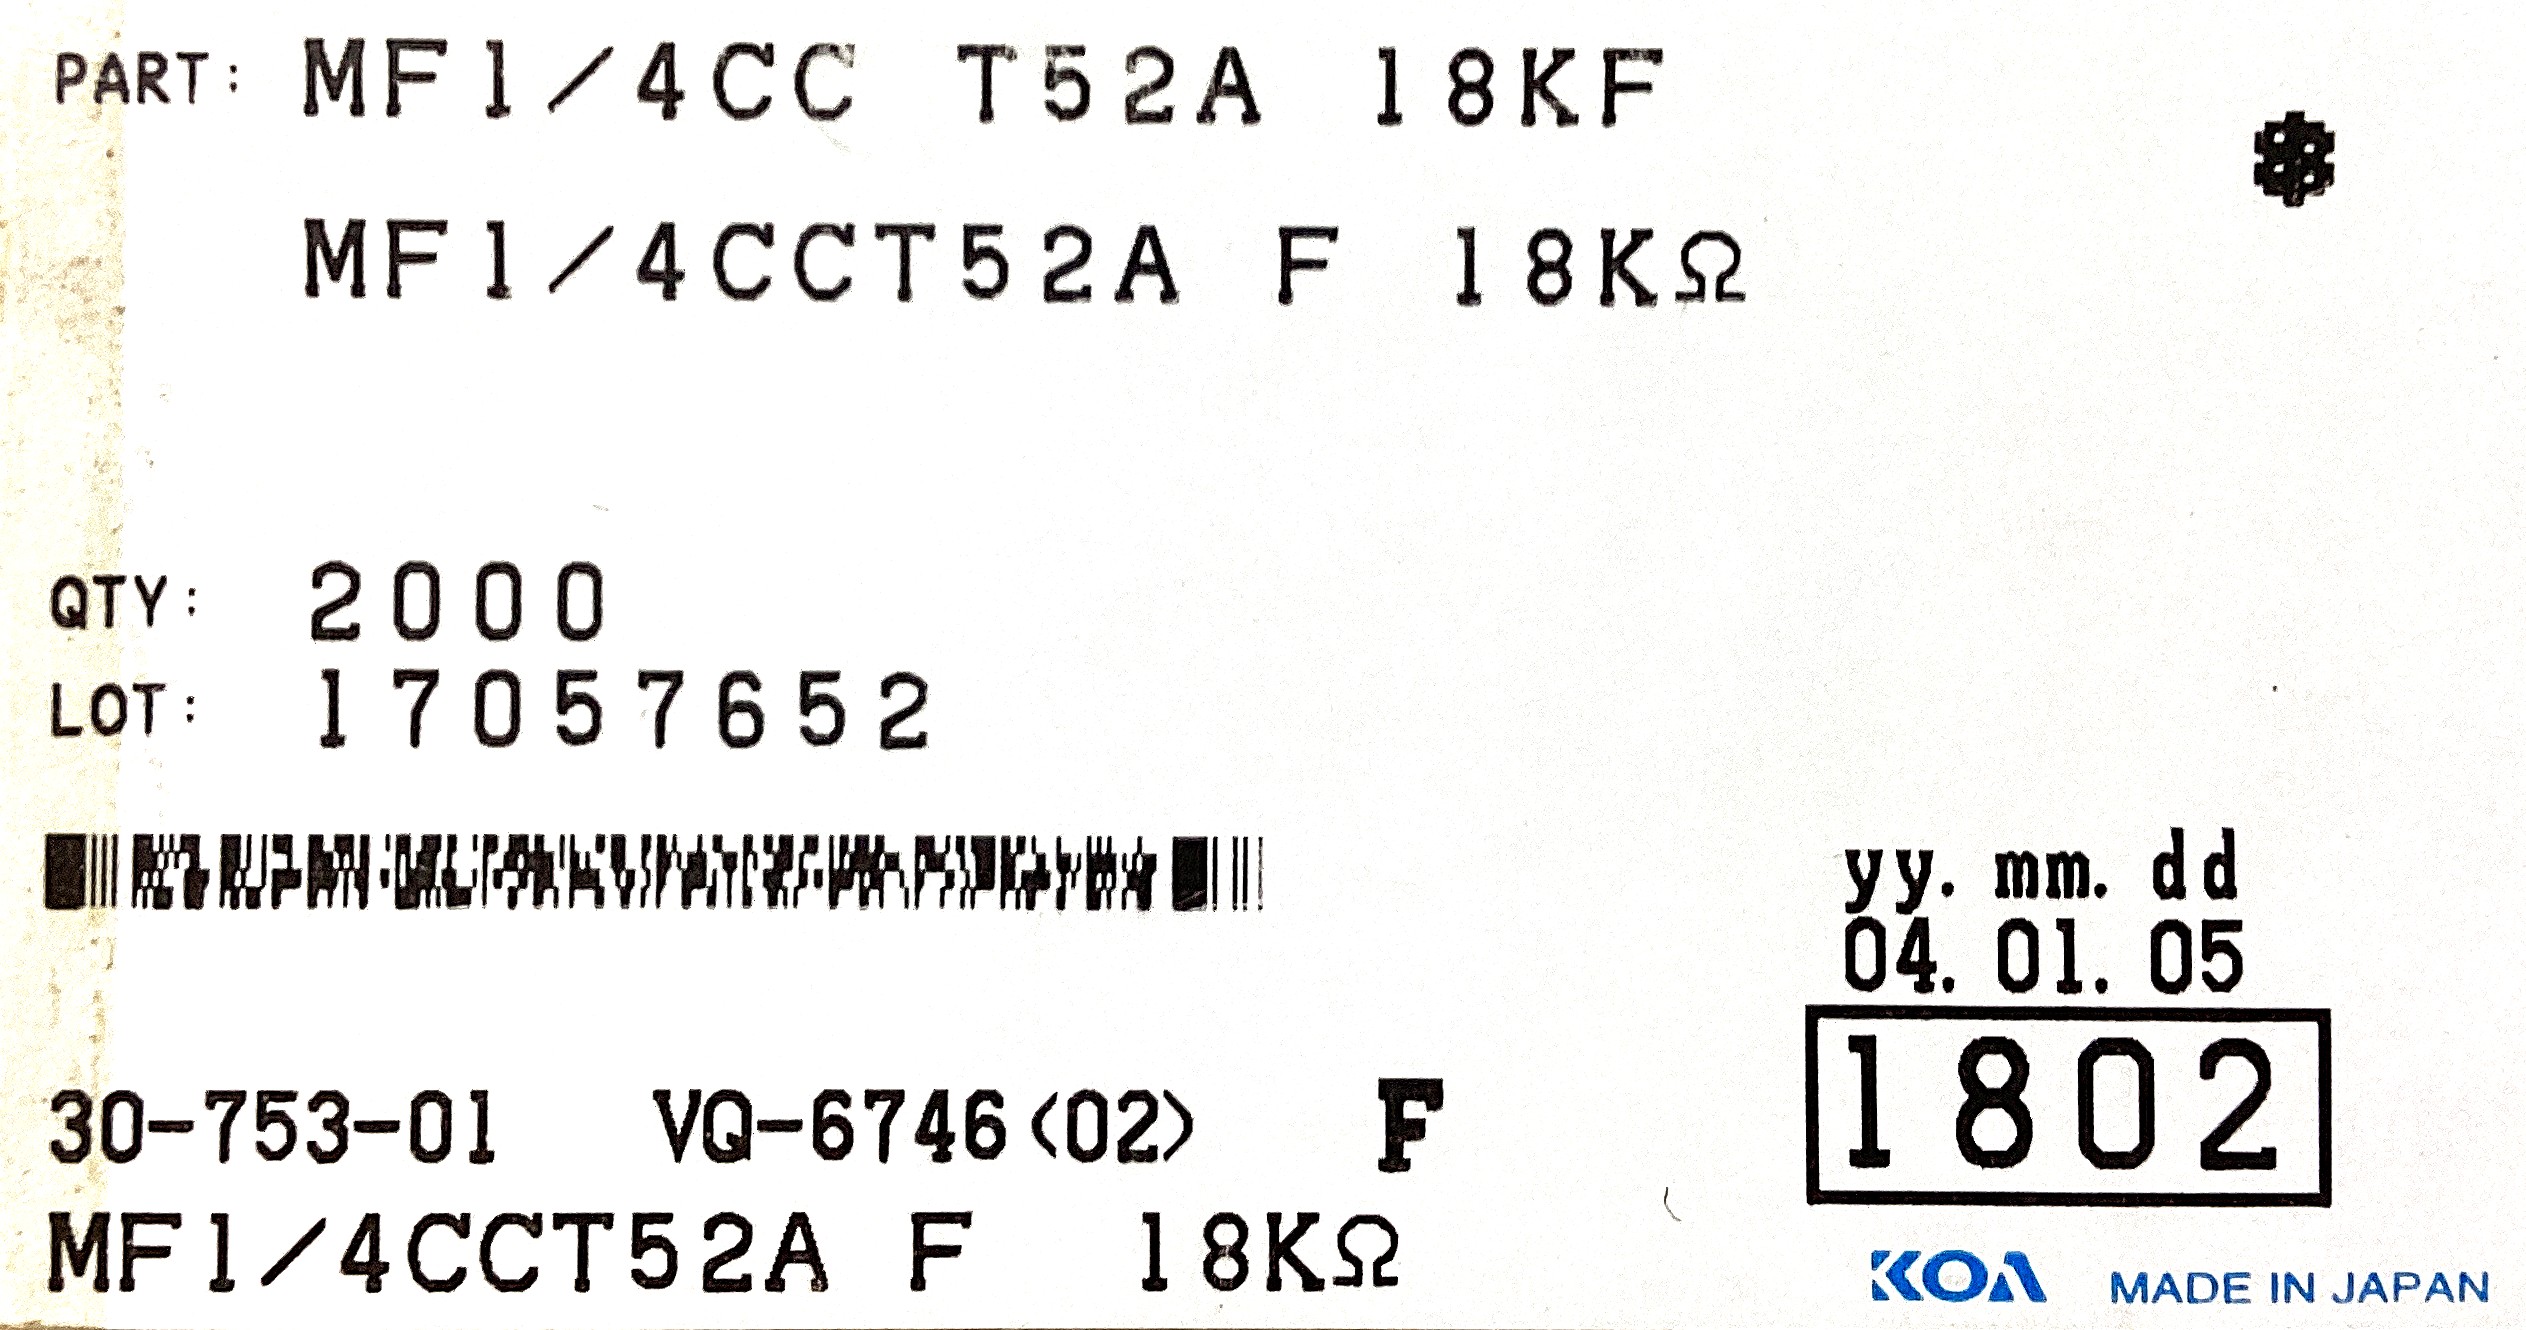 PART: MF1/4CC T52A 18KF
MF1/4CCT52A F 18KΩ
QTY: 2000
LOT: 17057652
yy. mm. dd
04. 01. 05
1802
30-753-01 VQ-6746<02> F
MF1/4CCT52A F 18KΩ
KOA MADE IN JAPAN